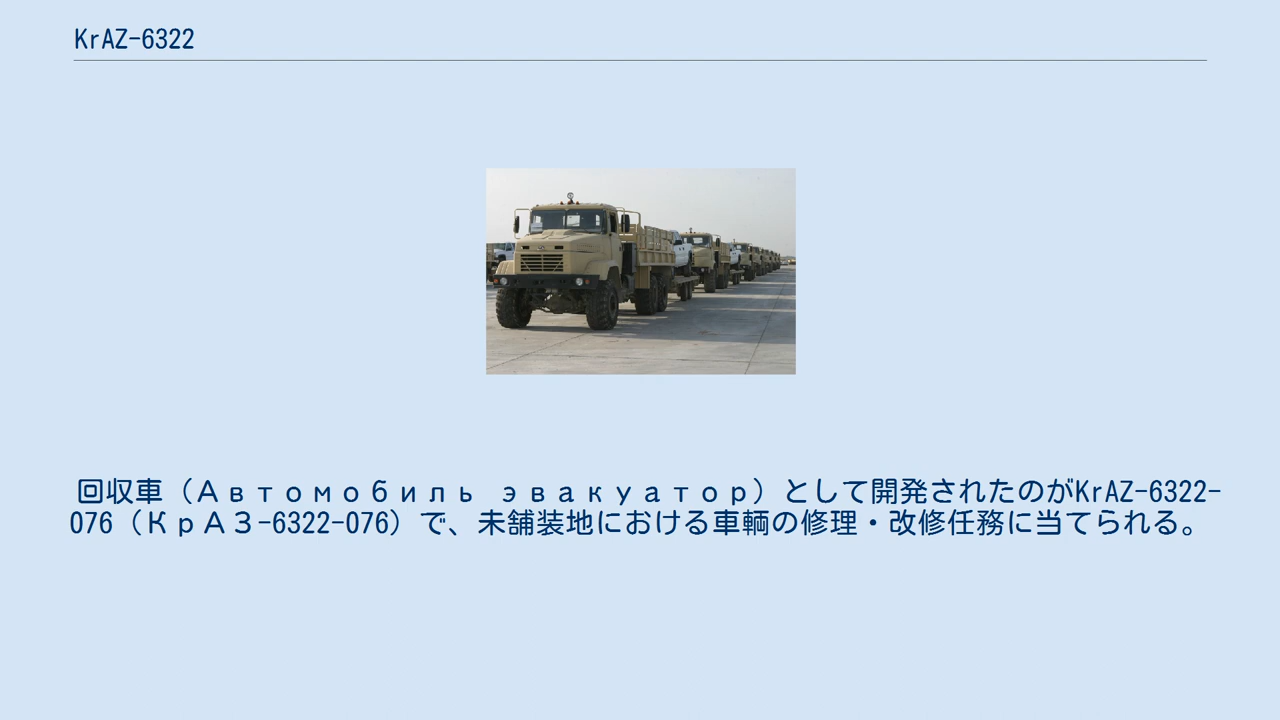 KrAZ-6322
回収車（Автомобиль эвакуатор）として開発されたのがKrAZ-6322-
076（КрАЗ-6322-076）で、未舗装地における車輌の修理・改修任務に当てられる。